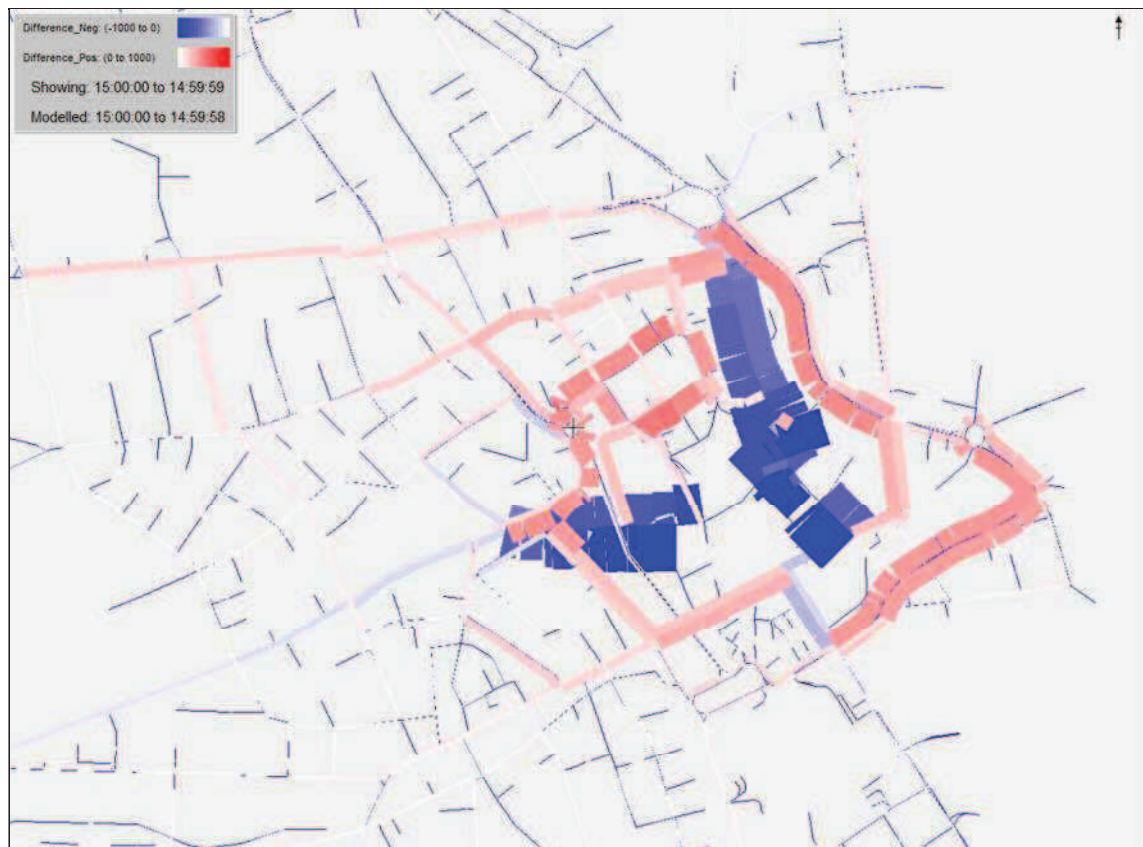 Difference_Neg: (-1000 to 0)
Difference_Pos: (0 to 1000)
Showing: 15:00:00 to 14:59:59
Modelled: 15:00:00 to 14:59:58